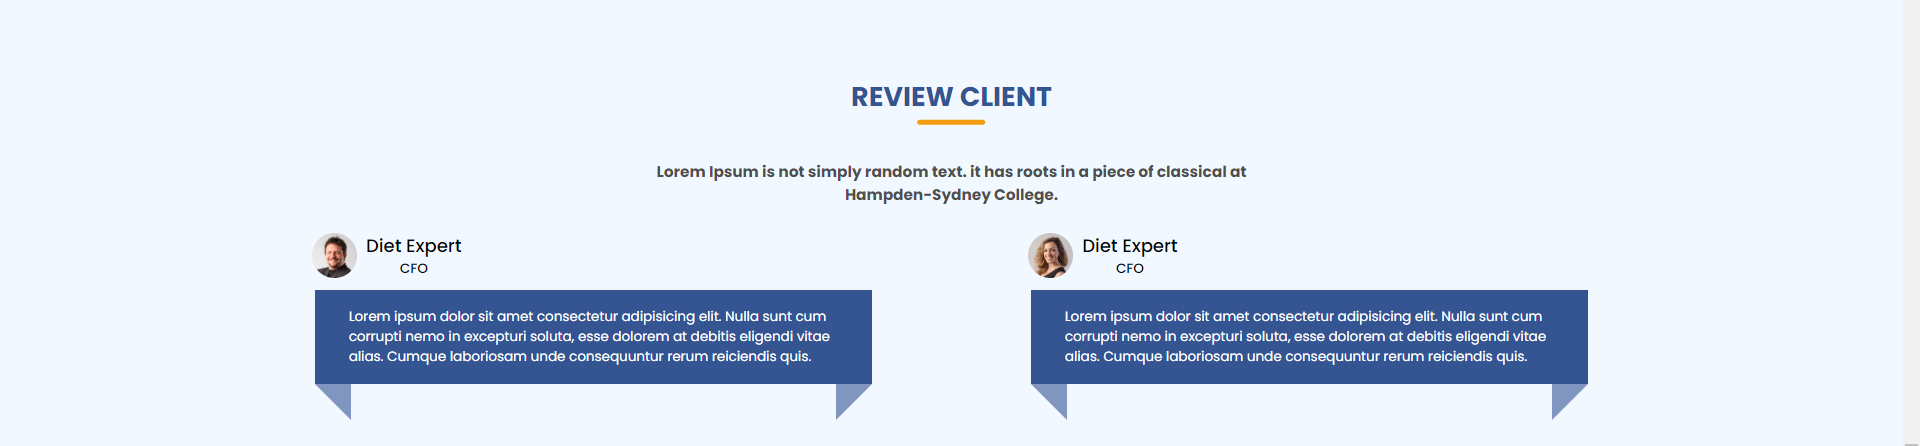 REVIEW CLIENT
Lorem Ipsum is not simply random text. it has roots in a piece of classical at
Hampden-Sydney College.
Diet Expert
CFO
Lorem ipsum dolor sit amet consectetur adipisicing elit. Nulla sunt cum
corrupti nemo in excepturi soluta, esse dolorem at debitis eligendi vitae
alias. Cumque laboriosam unde consequuntur rerum reiciendis quis.
Diet Expert
CFO
Lorem ipsum dolor sit amet consectetur adipisicing elit. Nulla sunt cum
corrupti nemo in excepturi soluta, esse dolorem at debitis eligendi vitae
alias. Cumque laboriosam unde consequuntur rerum reiciendis quis.